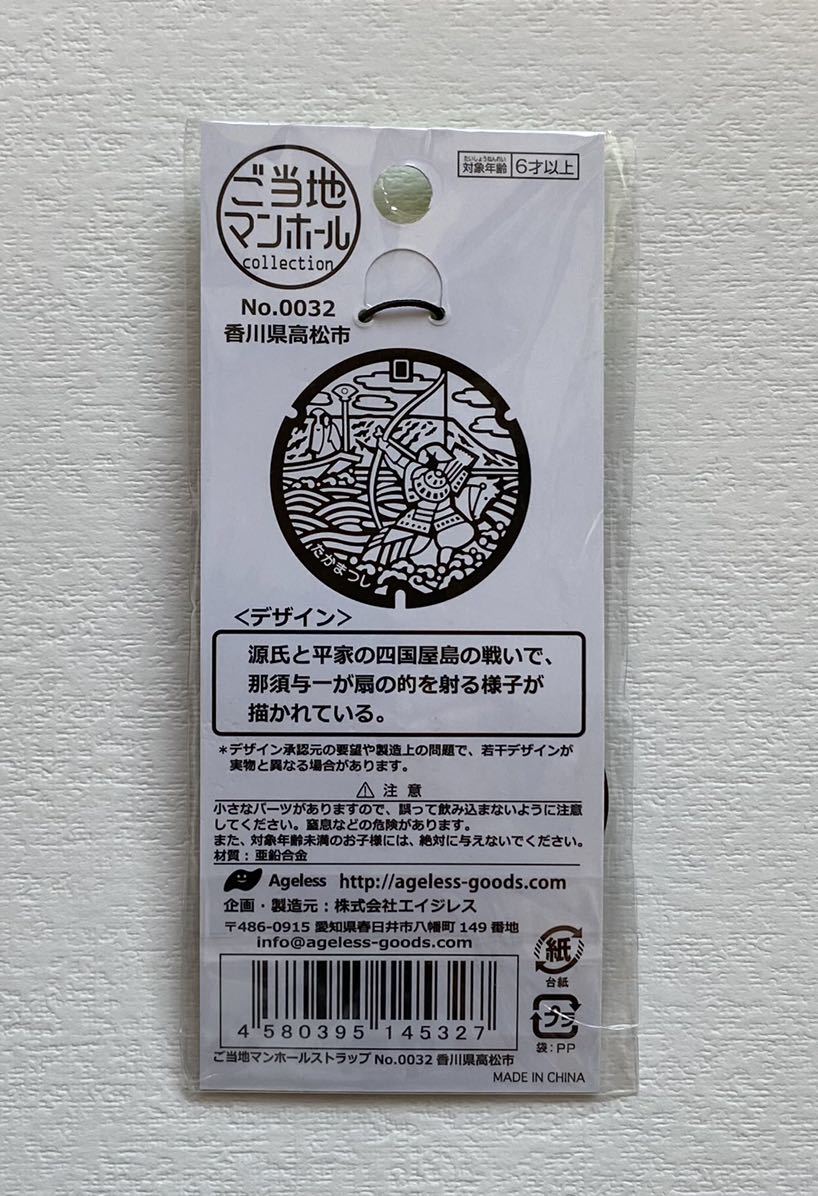 ご当地
マンホール
collection
たいしょうねんれい
対象年齢 6才以上
No.0032
香川県高松市
たかまつし
<デザイン>
源氏と平家の四国屋島の戦いで、
那須与一が扇の的を射る様子が
描かれている。
*デザイン承認元の要望や製造上の問題で、若干デザインが
実物と異なる場合があります。
⚠ 注意
小さなパーツがありますので、誤って飲み込まないように注意
してください。窒息などの危険があります。
また、対象年齢未満のお子様には、絶対に与えないでください。
材質:亜鉛合金
Ageless http://ageless-goods.com
企画・製造元:株式会社エイジレス
〒486-0915 愛知県春日井市八幡町149番地
info@ageless-goods.com
紙
台紙
プラ
袋:PP
4 580395 145327
ご当地マンホールストラップ No.0032 香川県高松市
MADE IN CHINA